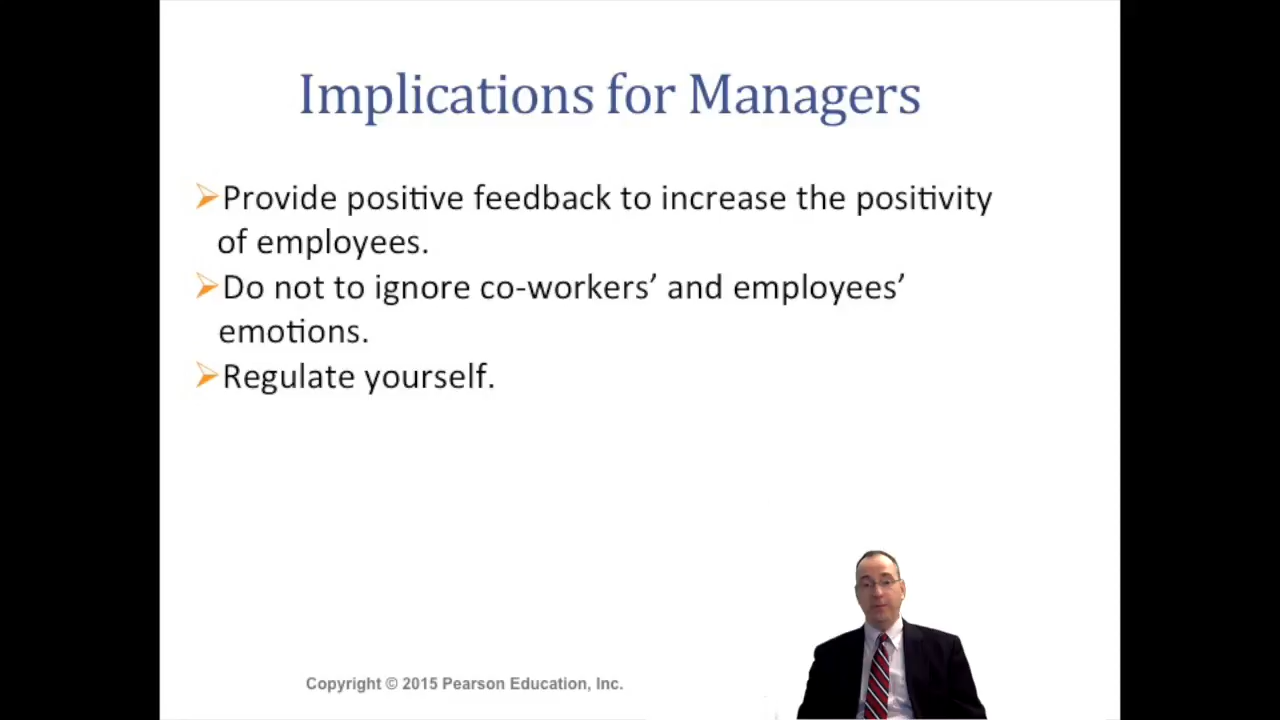 Implications for Managers
Provide positive feedback to increase the positivity
of employees.
Do not to ignore co-workers’ and employees’
emotions.
Regulate yourself.
Copyright © 2015 Pearson Education, Inc.